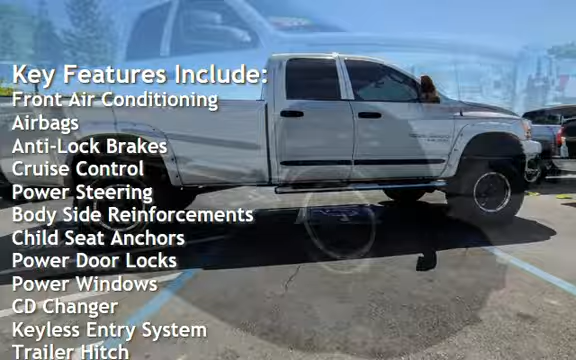 Key Features Include:
Front Air Conditioning
Airbags
Anti-Lock Brakes
Cruise Control
Power Steering
Body Side Reinforcements
Child Seat Anchors
Power Door Locks
Power Windows
CD Changer
Keyless Entry System
Trailer Hitch